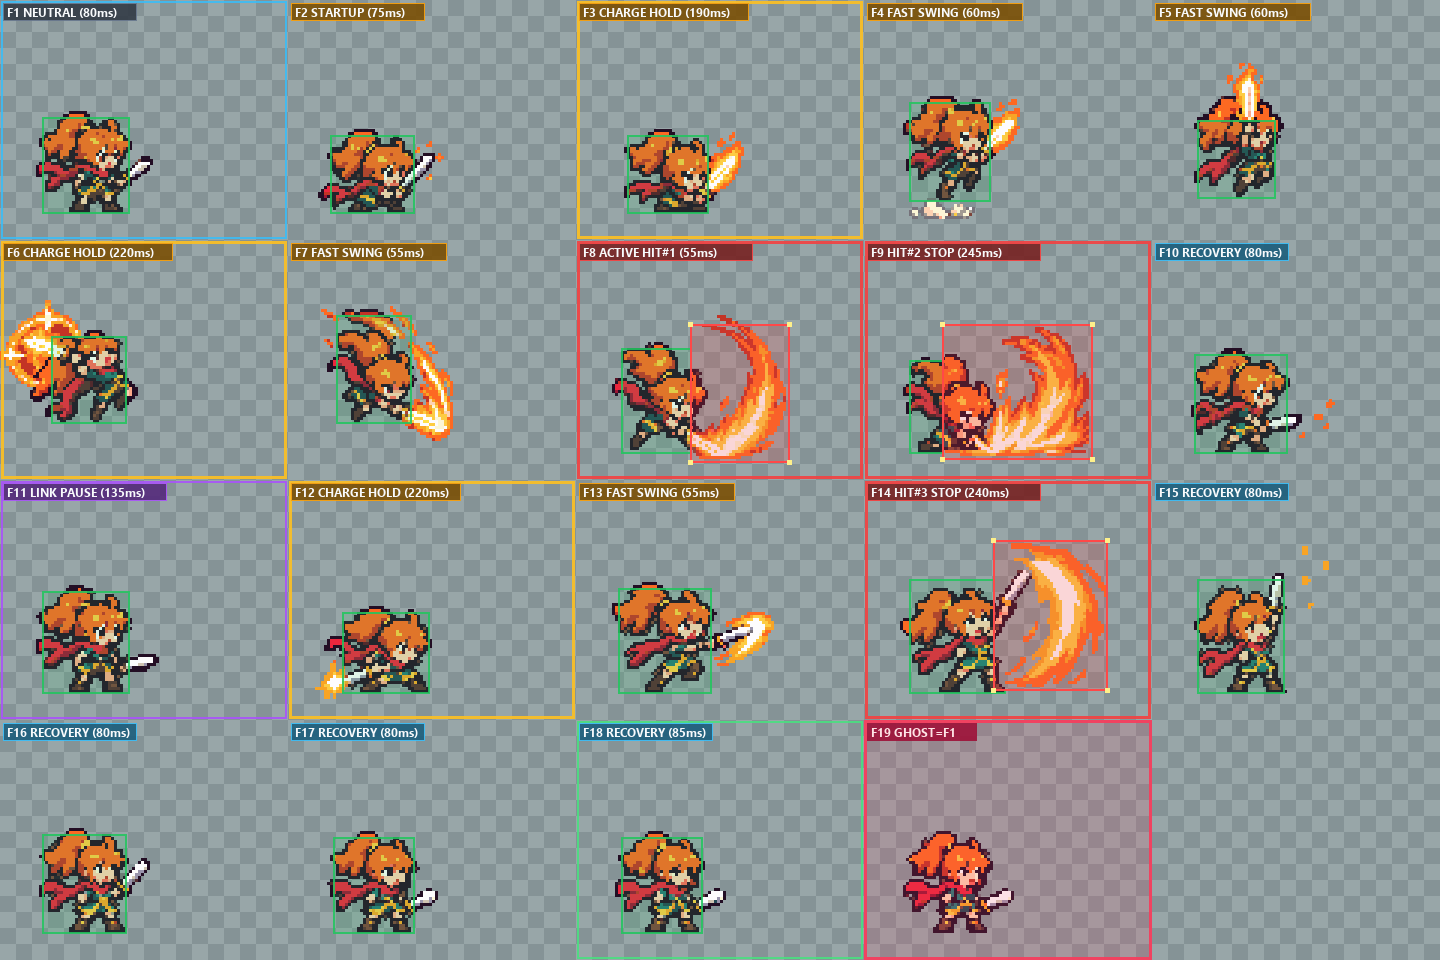 F1 NEUTRAL (80ms)
F2 STARTUP (75ms)
F3 CHARGE HOLD (190ms)
F4 FAST SWING (60ms)
F5 FAST SWING (60ms)
F6 CHARGE HOLD (220ms)
F7 FAST SWING (55ms)
F8 ACTIVE HIT#1 (55ms)
F9 HIT#2 STOP (245ms)
F10 RECOVERY (80ms)
F11 LINK PAUSE (135ms)
F12 CHARGE HOLD (220ms)
F13 FAST SWING (55ms)
F14 HIT#3 STOP (240ms)
F15 RECOVERY (80ms)
F16 RECOVERY (80ms)
F17 RECOVERY (80ms)
F18 RECOVERY (85ms)
F19 GHOST=F1